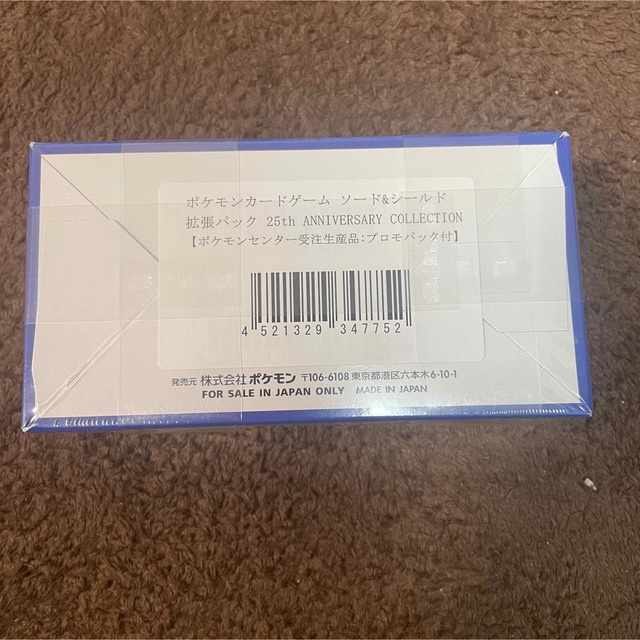 ポケモンカードゲーム ソード&シールド
拡張パック 25th ANNIVERSARY COLLECTION
【ポケモンセンター受注生産品:プロモパック付】
4 521329 347752
発売元 株式会社ポケモン 〒106-6108 東京都港区六本木6-10-1
FOR SALE IN JAPAN ONLY MADE IN JAPAN